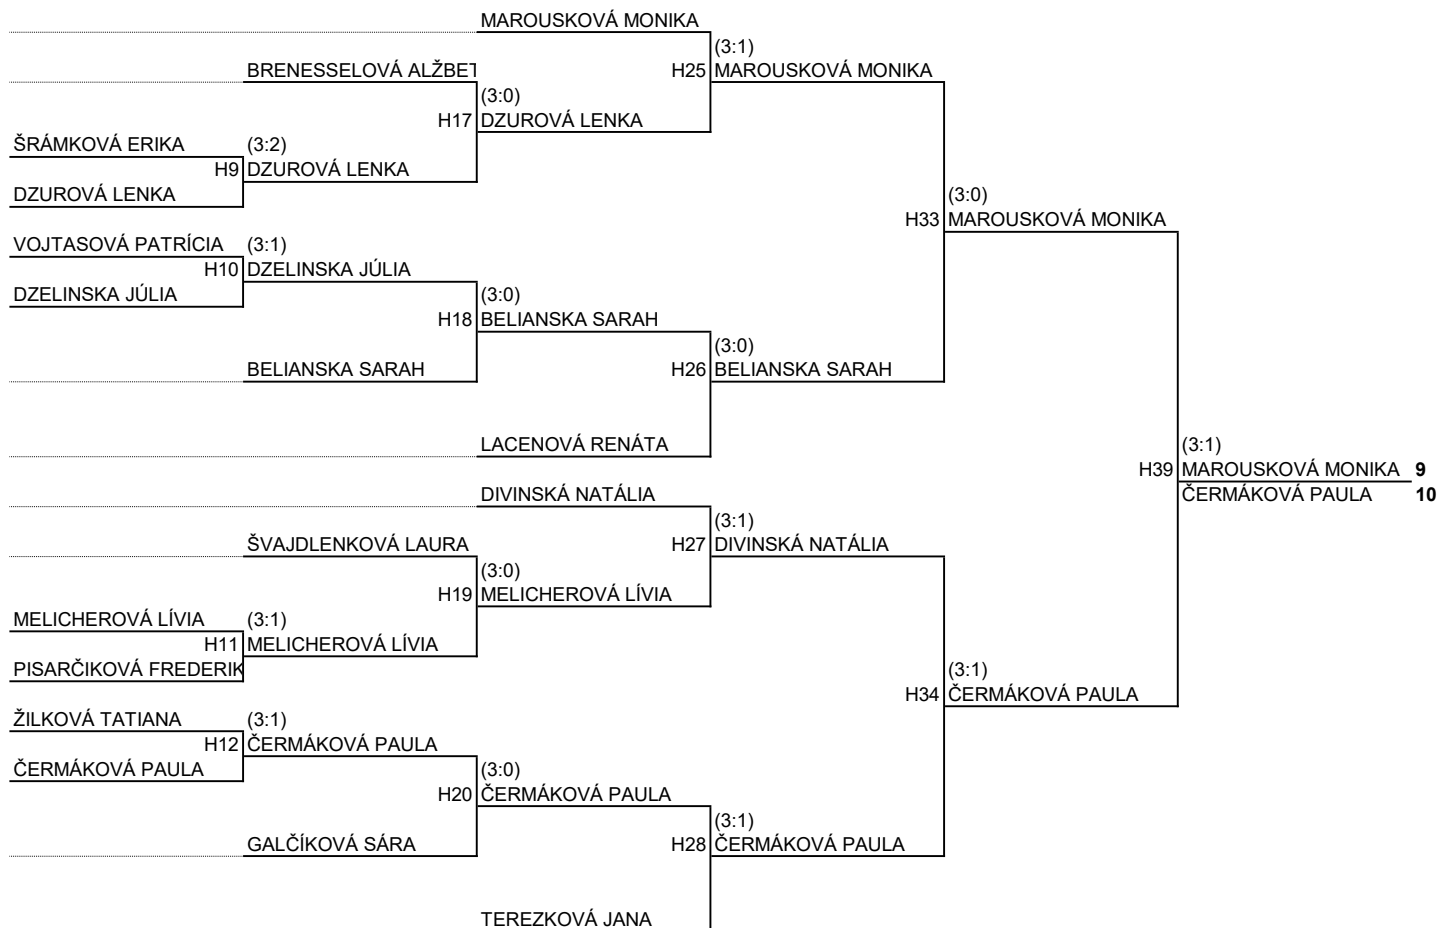 MAROUSKOVÁ MONIKA
(3:1)
BRENESSELOVÁ ALŽBET
H25 MAROUSKOVÁ MONIKA
(3:0)
H17 DZUROVÁ LENKA
ŠRÁMKOVÁ ERIKA (3:2)
H9 DZUROVÁ LENKA
DZUROVÁ LENKA
(3:0)
H33 MAROUSKOVÁ MONIKA
VOJTASOVÁ PATRÍCIA (3:1)
H10 DZELINSKA JÚLIA
DZELINSKA JÚLIA
(3:0)
H18 BELIANSKA SARAH
(3:0)
BELIANSKA SARAH
H26 BELIANSKA SARAH
LACENOVÁ RENÁTA
(3:1)
H39 MAROUSKOVÁ MONIKA 9
DIVINSKÁ NATÁLIA
ČERMÁKOVÁ PAULA 10
(3:1)
ŠVAJDLENKOVÁ LAURA
H27 DIVINSKÁ NATÁLIA
(3:0)
H19 MELICHEROVÁ LÍVIA
MELICHEROVÁ LÍVIA (3:1)
H11 MELICHEROVÁ LÍVIA
PISARČIKOVÁ FREDERIK
(3:1)
H34 ČERMÁKOVÁ PAULA
ŽILKOVÁ TATIANA (3:1)
H12 ČERMÁKOVÁ PAULA
ČERMÁKOVÁ PAULA
(3:0)
H20 ČERMÁKOVÁ PAULA
(3:1)
GALČÍKOVÁ SÁRA
H28 ČERMÁKOVÁ PAULA
TEREZKOVÁ JANA